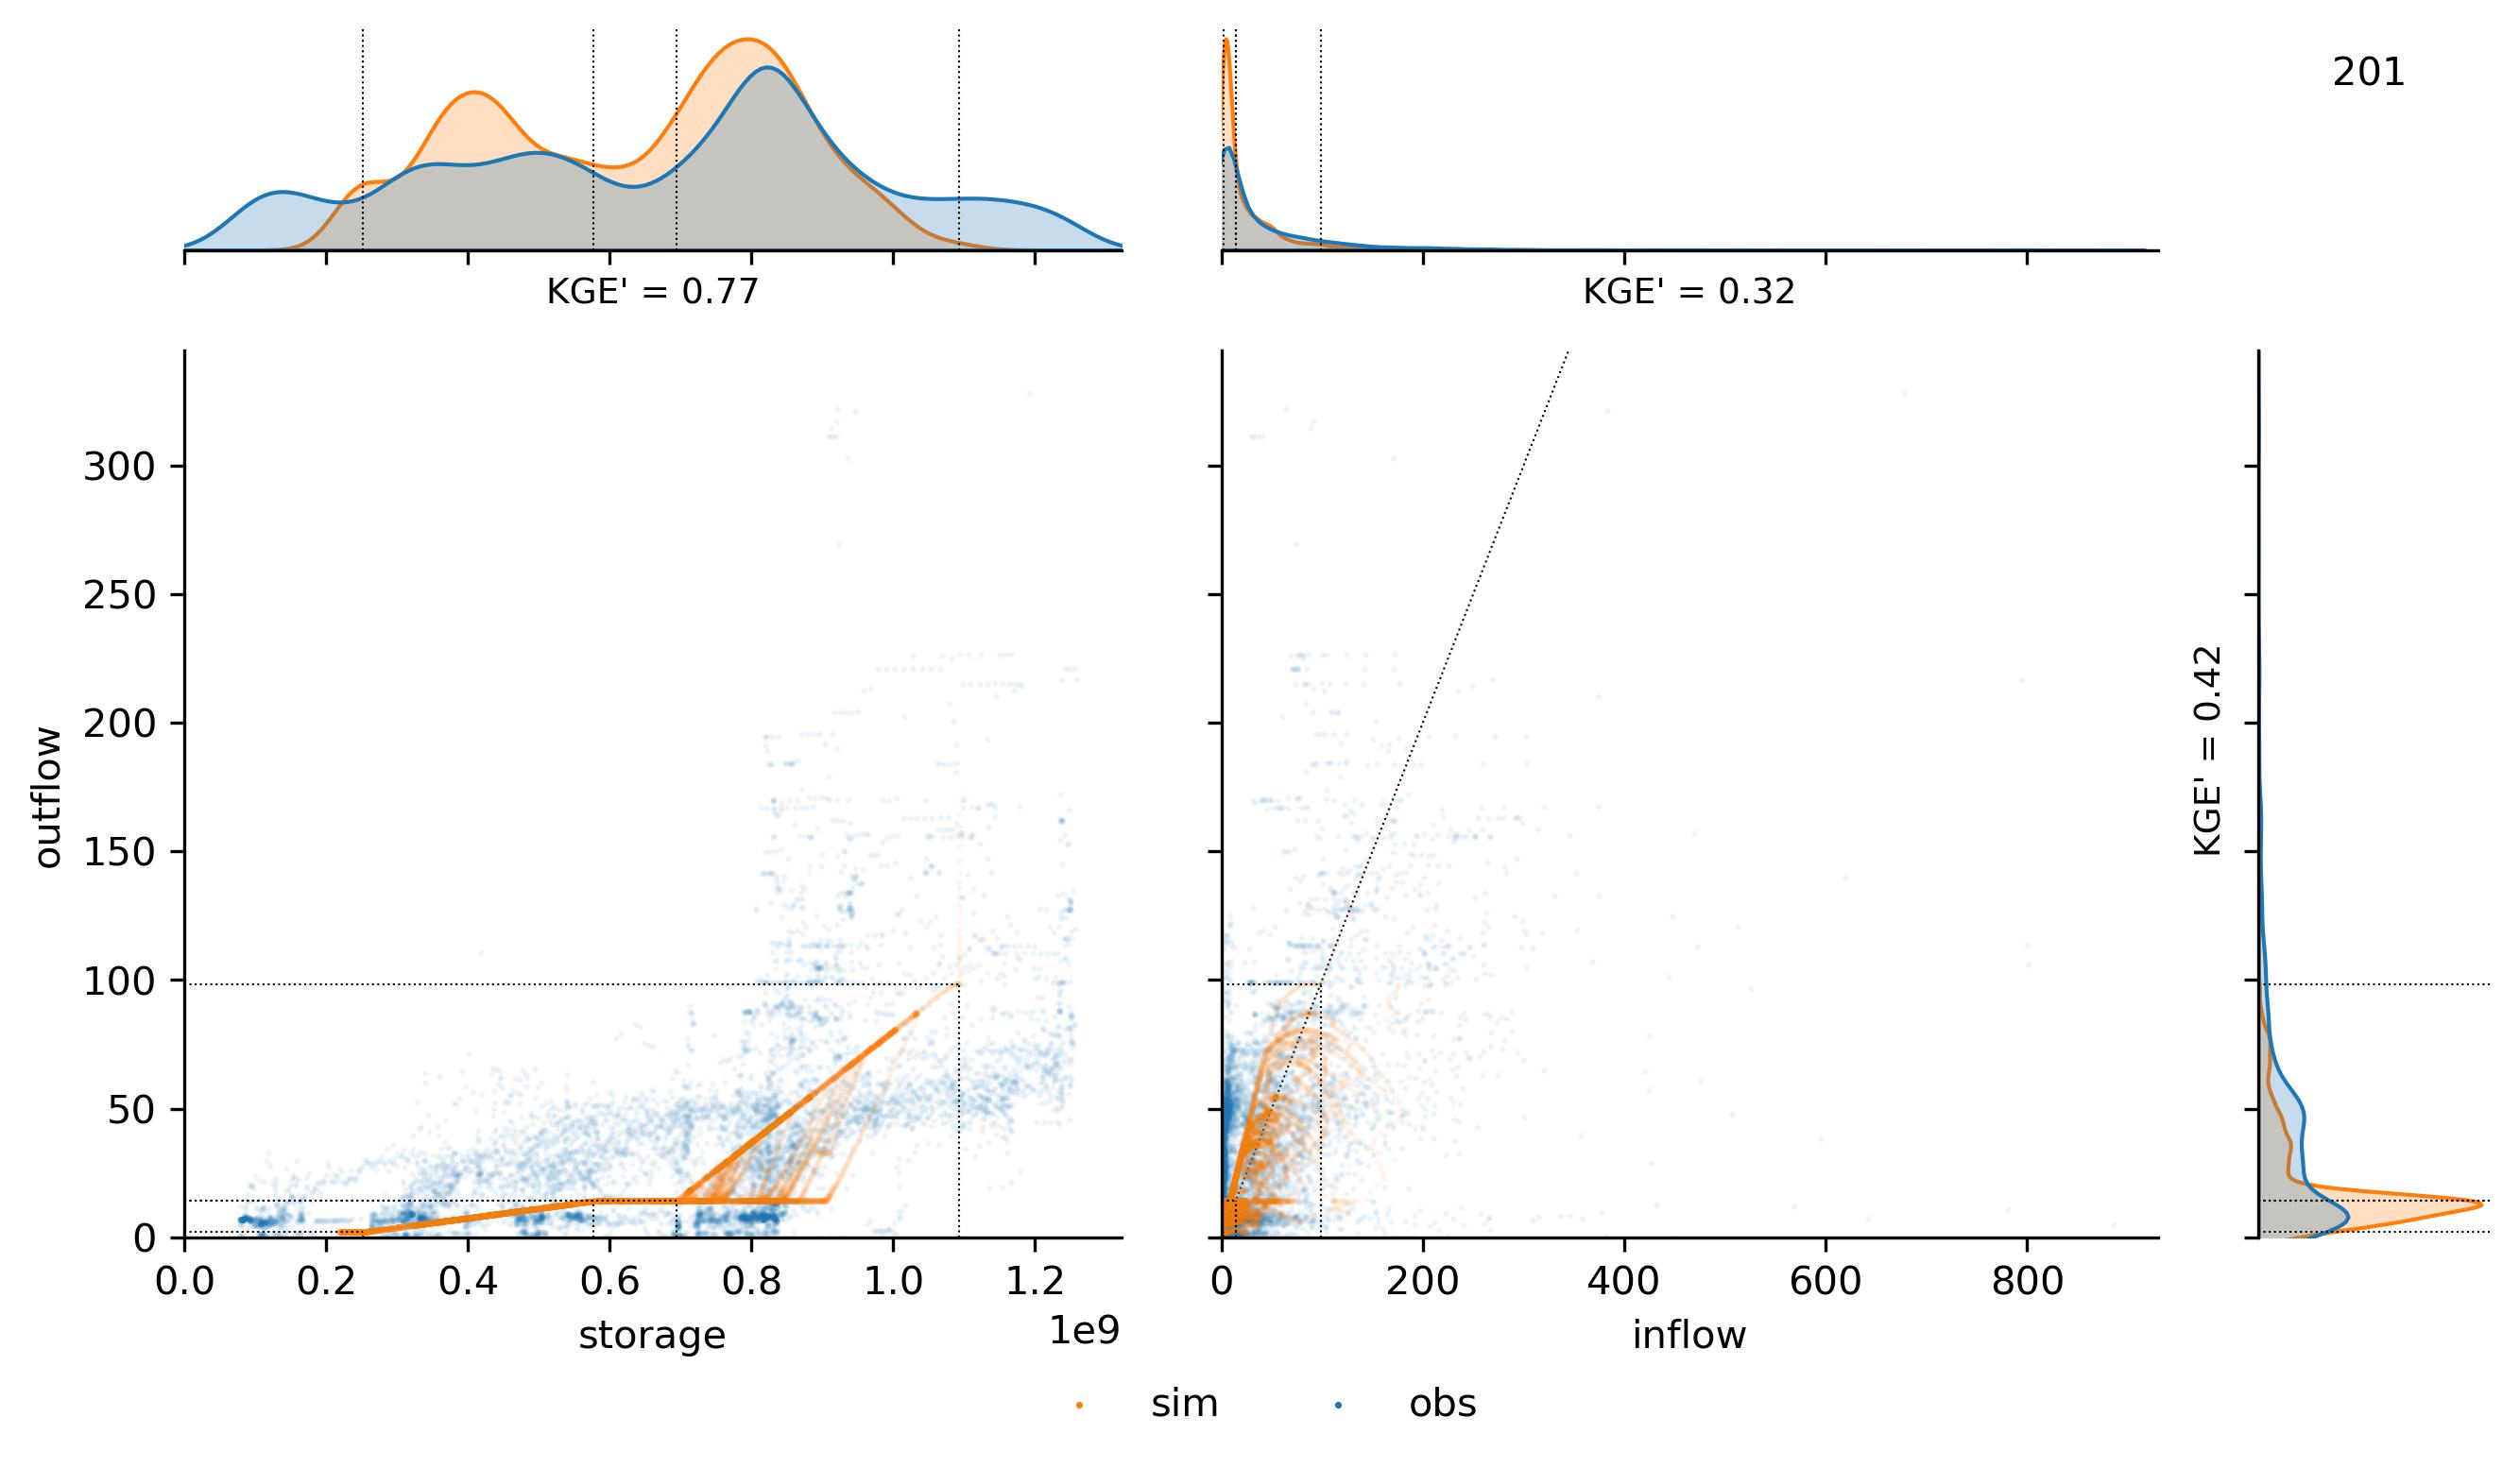 201
KGE' = 0.77
KGE' = 0.32
outflow
300
250
200
150
100
50
0
0.0 0.2 0.4 0.6 0.8 1.0 1.2
1e9
storage
0 200 400 600 800
inflow
KGE' = 0.42
sim obs